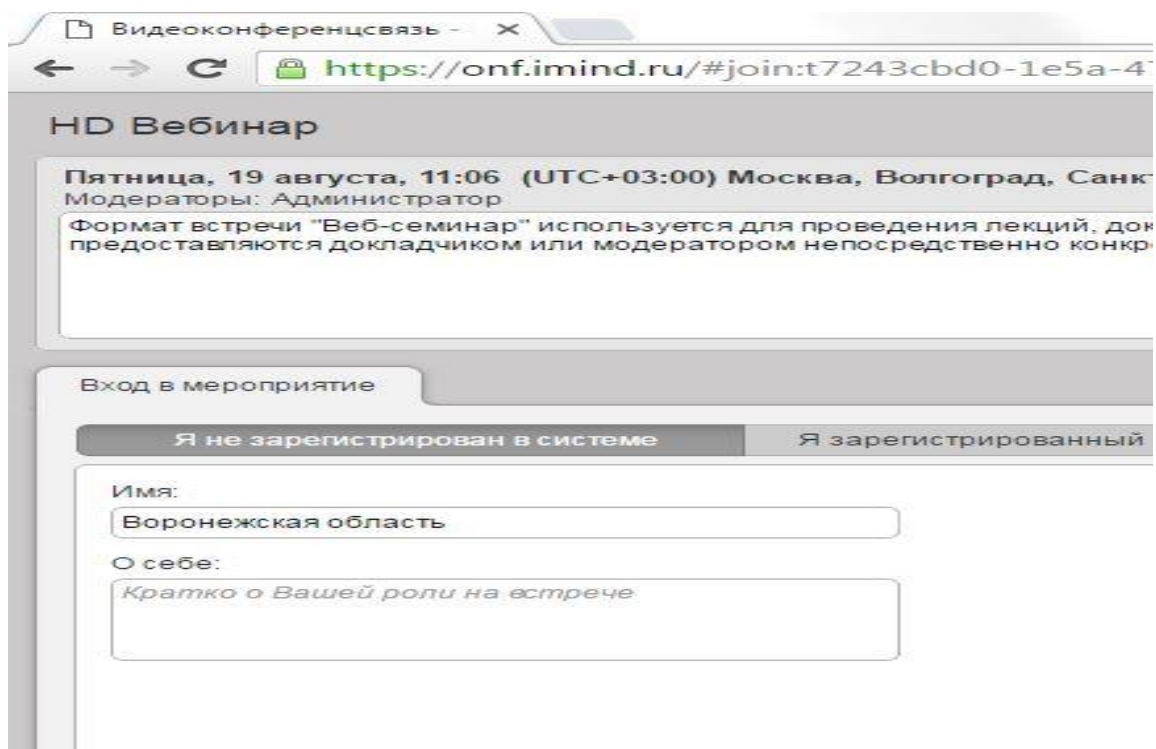 Видеоконференцсвязь -
https://onf.imind.ru/#join:t7243cbd0-1e5a-4
HD Вебинар
Пятница, 19 августа, 11:06 (UTC+03:00) Москва, Волгоград, Санкт
Модераторы: Администратор
Формат встречи "Веб-семинар" используется для проведения лекций, док
предоставляются докладчиком или модератором непосредственно конкр
Вход в мероприятие
Я не зарегистрирован в системе Я зарегистрированный
Имя:
Воронежская область
О себе:
Кратко о Вашей роли на встрече